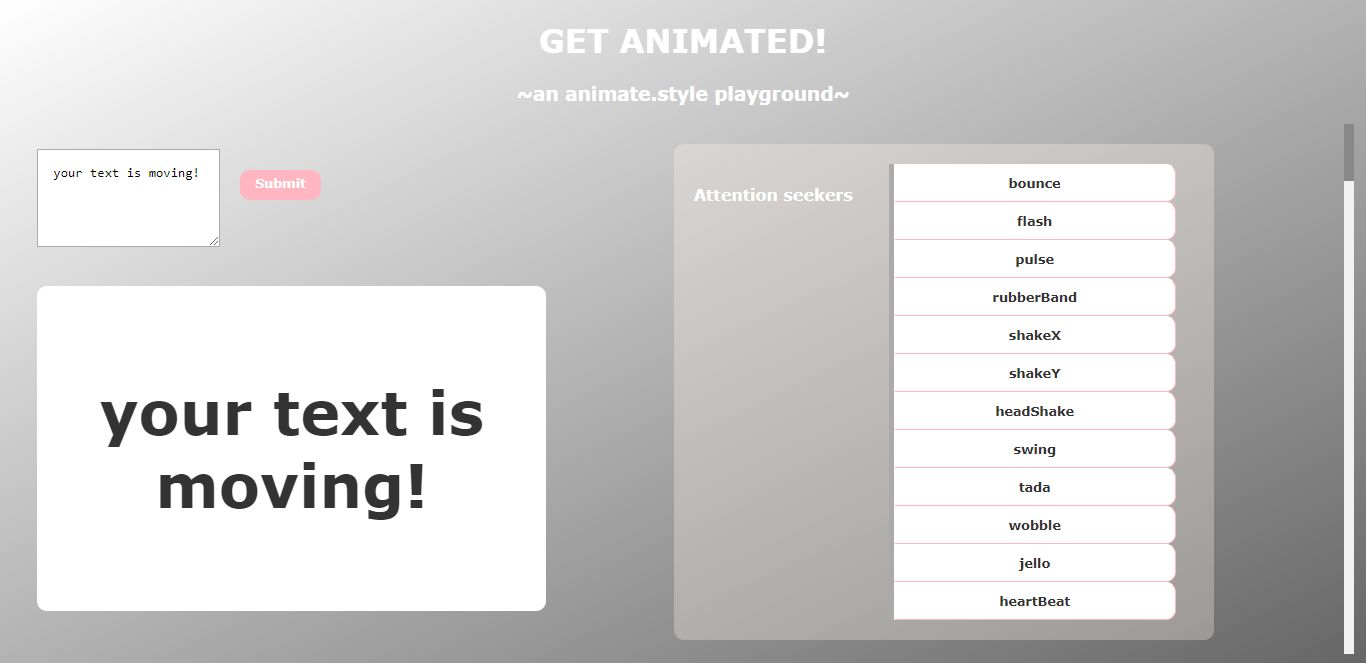 GET ANIMATED!
~an animate.style playground~
your text is moving!
Submit
your text is
moving!
Attention seekers
bounce
flash
pulse
rubberBand
shakeX
shakeY
headShake
swing
tada
wobble
jello
heartBeat